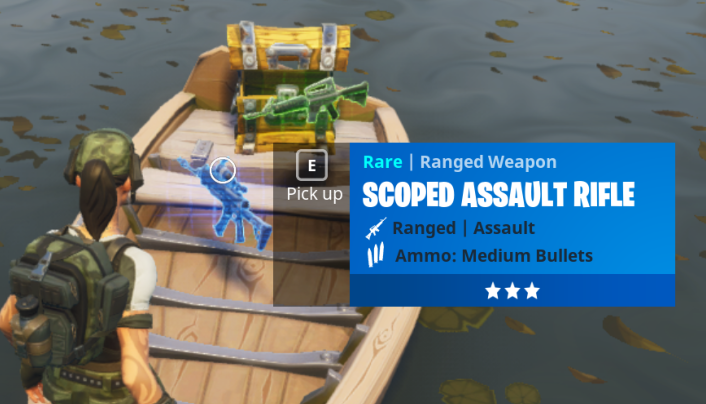 E
Pick up
Rare | Ranged Weapon
SCOPED ASSAULT RIFLE
Ranged | Assault
Ammo: Medium Bullets